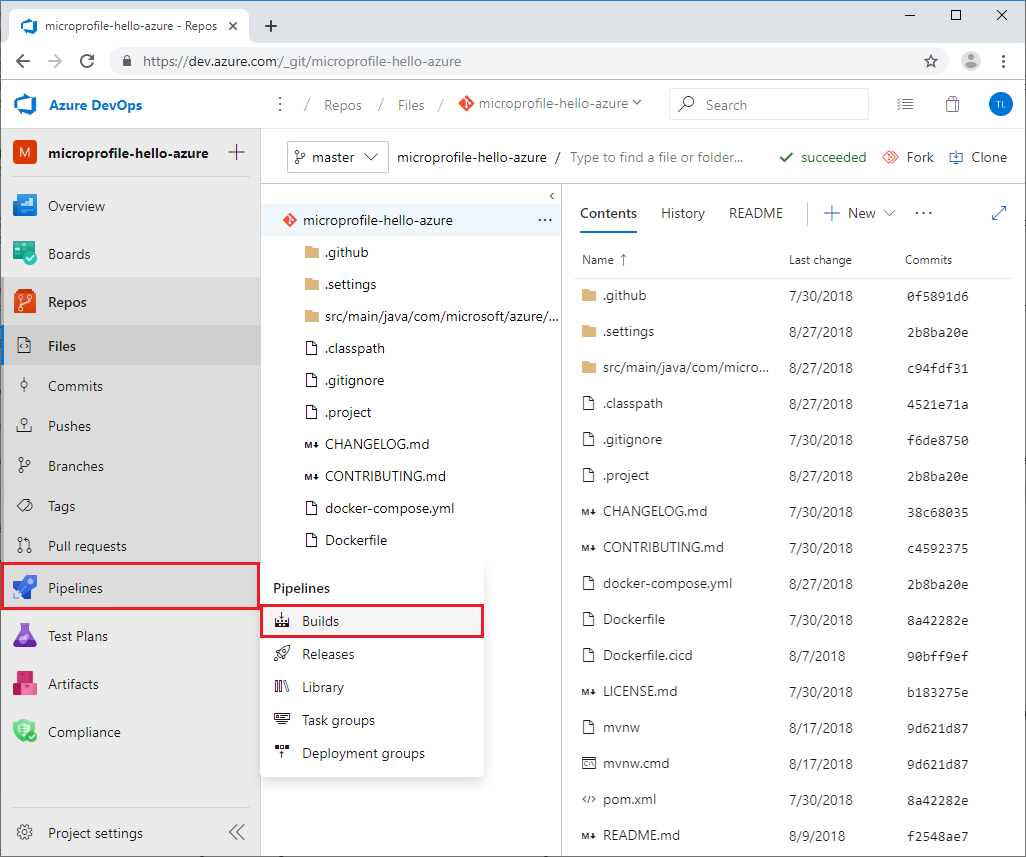 microprofile-hello-azure - Repos
https://dev.azure.com/_git/microprofile-hello-azure
Azure DevOps
/ Repos / Files / microprofile-hello-azure
Search
TL
M microprofile-hello-azure
Overview
Boards
Repos
Files
Commits
Pushes
Branches
Tags
Pull requests
Pipelines
Test Plans
Artifacts
Compliance
Project settings
master microprofile-hello-azure / Type to find a file or folder... succeeded Fork Clone
microprofile-hello-azure ...
.github
.settings
src/main/java/com/microsoft/azure/...
.classpath
.gitignore
.project
M↓ CHANGELOG.md
M↓ CONTRIBUTING.md
docker-compose.yml
Dockerfile
Pipelines
Builds
Releases
Library
Task groups
Deployment groups
Contents History README New ...
Name ↑ Last change Commits
.github 7/30/2018 0f5891d6
.settings 8/27/2018 2b8ba20e
src/main/java/com/micro... 8/27/2018 c94fdf31
.classpath 8/27/2018 4521e71a
.gitignore 7/30/2018 f6de8750
.project 8/27/2018 2b8ba20e
M↓ CHANGELOG.md 7/30/2018 38c68035
M↓ CONTRIBUTING.md 7/30/2018 c4592375
docker-compose.yml 8/27/2018 2b8ba20e
Dockerfile 7/30/2018 8a42282e
Dockerfile.cicd 8/7/2018 90bff9ef
M↓ LICENSE.md 7/30/2018 b183275e
mvnw 8/17/2018 9d621d87
mvnw.cmd 8/17/2018 9d621d87
</> pom.xml 7/30/2018 8a42282e
M↓ README.md 8/9/2018 f2548ae7